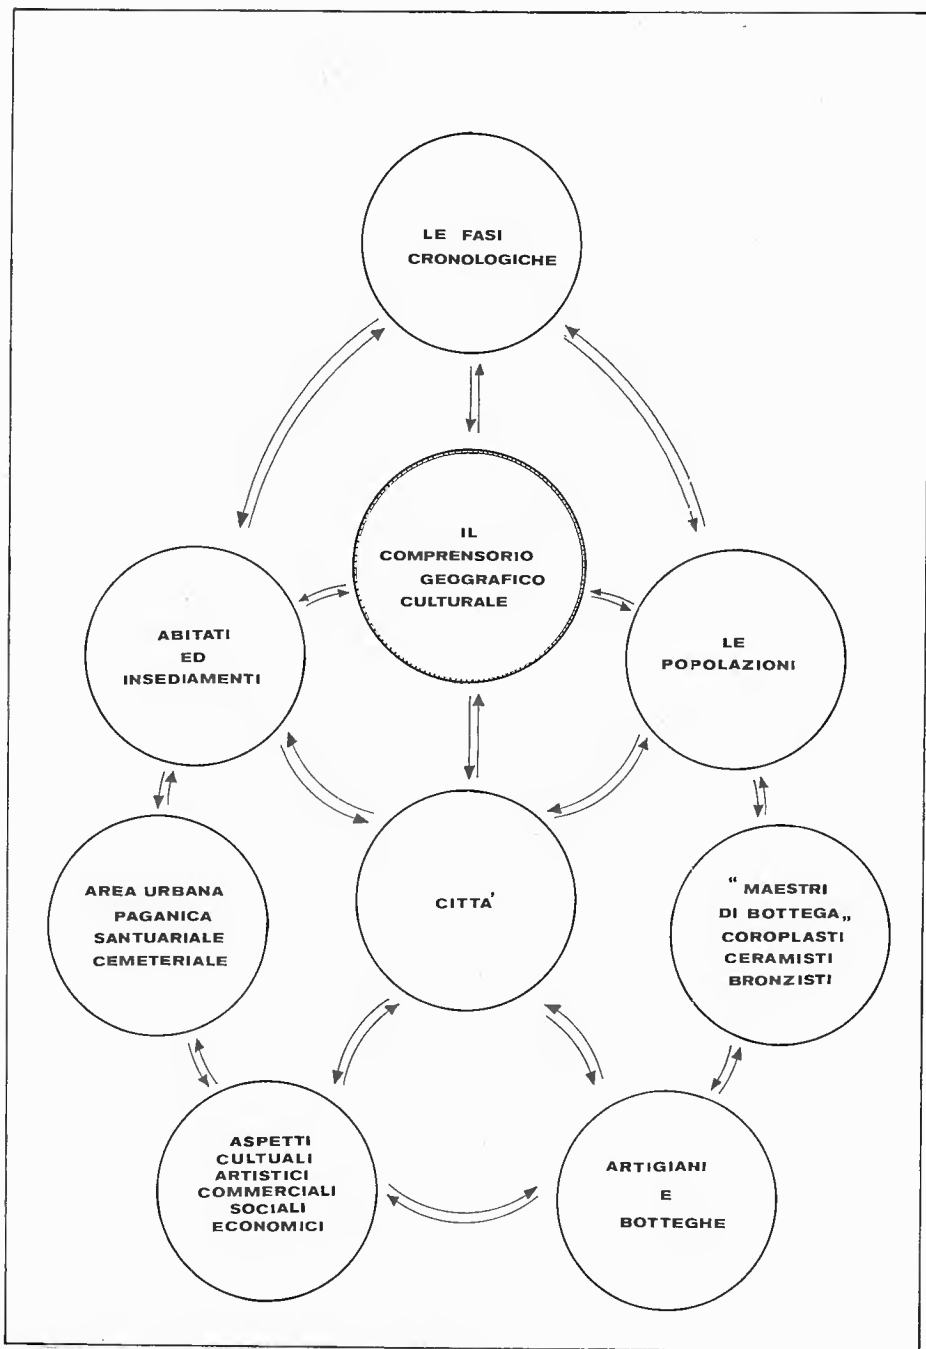 LE FASI
CRONOLOGICHE
IL
COMPRENSORIO
GEOGRAFICO
CULTURALE
ABITATI
ED
INSEDIAMENTI
LE
POPOLAZIONI
AREA URBANA
PAGANICA
SANTUARIALE
CEMETERIALE
CITTA'
“ MAESTRI
DI BOTTEGA„
COROPLASTI
CERAMISTI
BRONZISTI
ASPETTI
CULTUALI
ARTISTICI
COMMERCIALI
SOCIALI
ECONOMICI
ARTIGIANI
E
BOTTEGHE